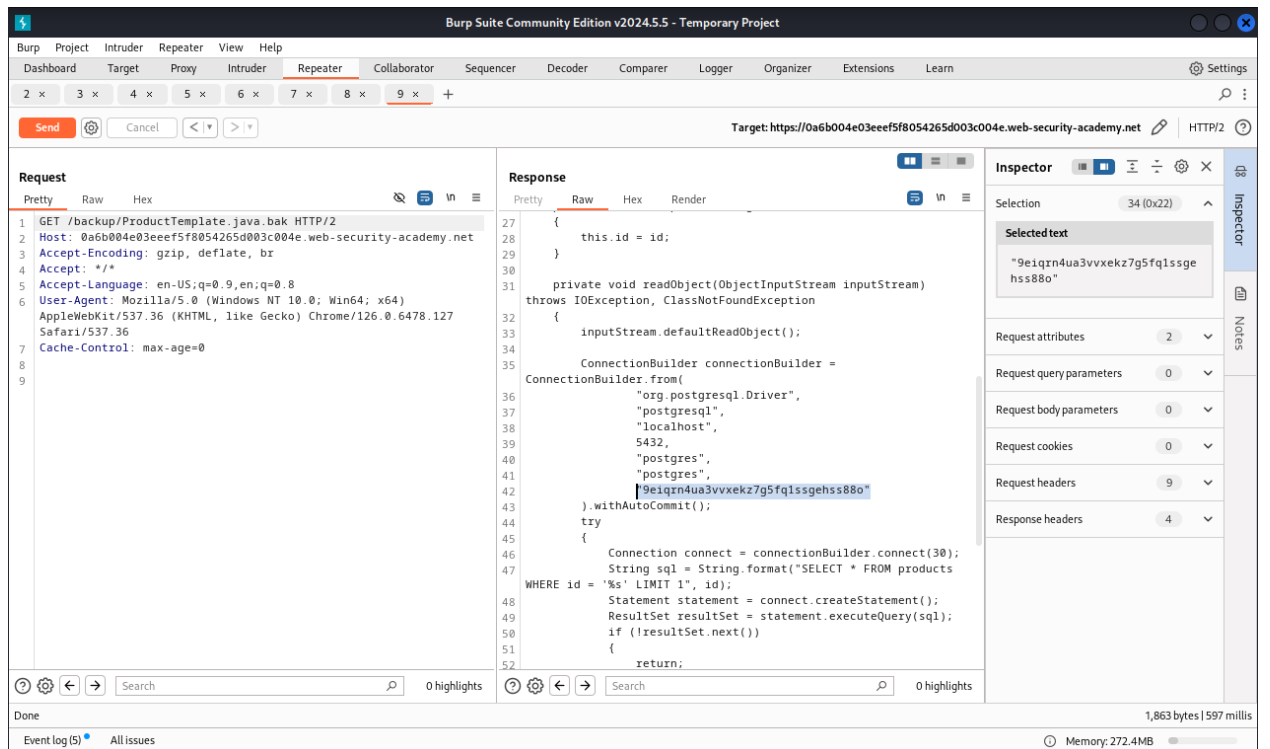 Burp Suite Community Edition v2024.5.5 - Temporary Project
Burp Project Intruder Repeater View Help
Dashboard Target Proxy Intruder Repeater Collaborator Sequencer Decoder Comparer Logger Organizer Extensions Learn Settings
2 × 3 × 4 × 5 × 6 × 7 × 8 × 9 × +
Send Cancel < > Target: https://0a6b004e03eeef5f8054265d003c004e.web-security-academy.net HTTP/2
Request
Pretty Raw Hex \n
1 GET /backup/ProductTemplate.java.bak HTTP/2
2 Host: 0a6b004e03eeef5f8054265d003c004e.web-security-academy.net
3 Accept-Encoding: gzip, deflate, br
4 Accept: */*
5 Accept-Language: en-US;q=0.9,en;q=0.8
6 User-Agent: Mozilla/5.0 (Windows NT 10.0; Win64; x64)
AppleWebKit/537.36 (KHTML, like Gecko) Chrome/126.0.6478.127
Safari/537.36
7 Cache-Control: max-age=0
8
9
Search 0 highlights
Response
Pretty Raw Hex Render \n
27 {
28 this.id = id;
29 }
30
31 private void readObject(ObjectInputStream inputStream)
throws IOException, ClassNotFoundException
32 {
33 inputStream.defaultReadObject();
34
35 ConnectionBuilder connectionBuilder =
ConnectionBuilder.from(
36 "org.postgresql.Driver",
37 "postgresql",
38 "localhost",
39 5432,
40 "postgres",
41 "postgres",
42 "9eiqrn4ua3vvxekz7g5fq1ssgehss88o"
43 ).withAutoCommit();
44 try
45 {
46 Connection connect = connectionBuilder.connect(30);
47 String sql = String.format("SELECT * FROM products
WHERE id = '%s' LIMIT 1", id);
48 Statement statement = connect.createStatement();
49 ResultSet resultSet = statement.executeQuery(sql);
50 if (!resultSet.next())
51 {
52 return;
Search 0 highlights
Inspector
Selection 34 (0x22)
Selected text
"9eiqrn4ua3vvxekz7g5fq1ssge
hss88o"
Request attributes 2
Request query parameters 0
Request body parameters 0
Request cookies 0
Request headers 9
Response headers 4
Inspector
Notes
Done 1,863 bytes | 597 millis
Event log (5) All issues Memory: 272.4MB